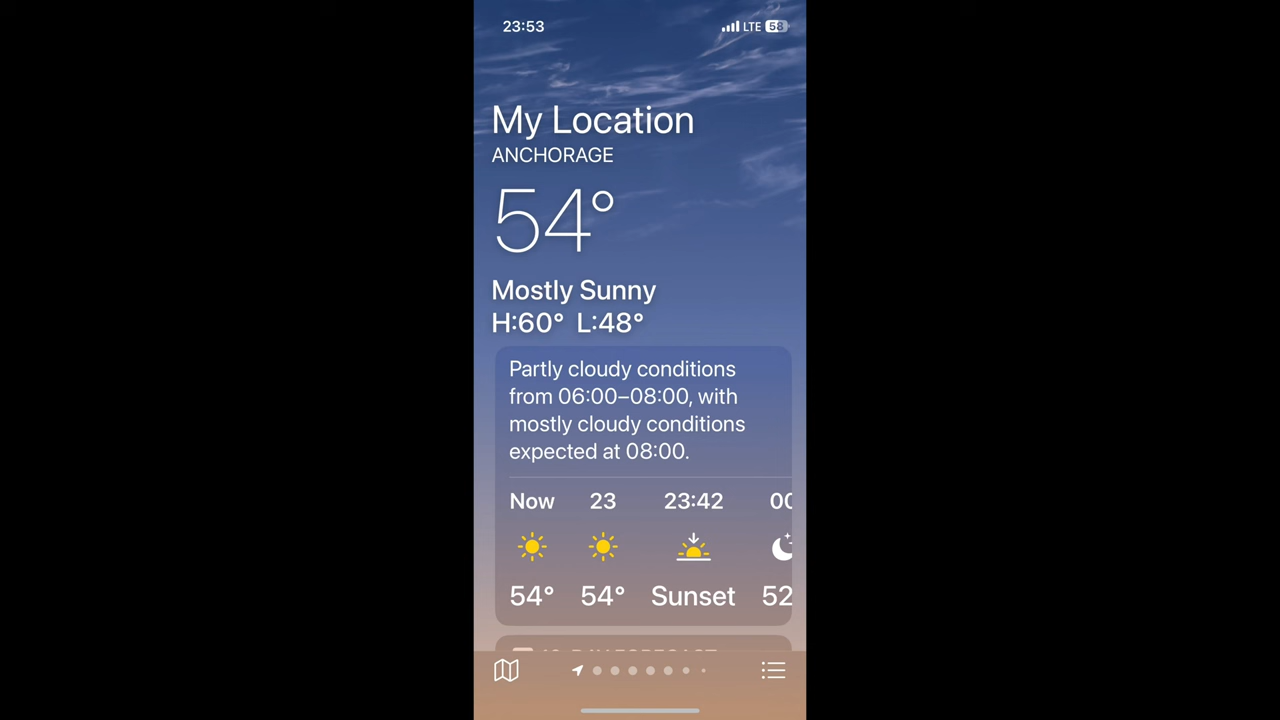 23:53
LTE 58
My Location
ANCHORAGE
54°
Mostly Sunny
H:60° L:48°
Partly cloudy conditions
from 06:00–08:00, with
mostly cloudy conditions
expected at 08:00.
Now 23 23:42 00
54° 54° Sunset 52